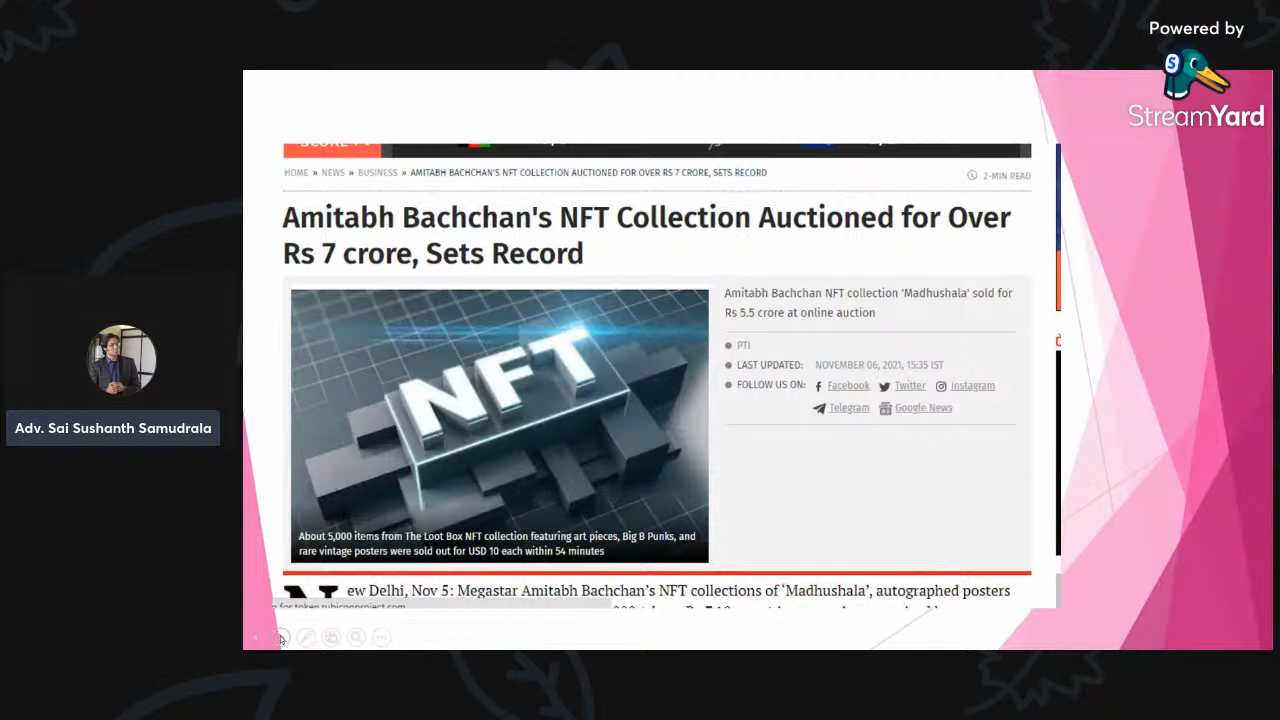 Powered by
StreamYard
HOME » NEWS » BUSINESS » AMITABH BACHCHAN'S NFT COLLECTION AUCTIONED FOR OVER RS 7 CRORE, SETS RECORD
2-MIN READ
Amitabh Bachchan's NFT Collection Auctioned for Over
Rs 7 crore, Sets Record
NFT
Amitabh Bachchan NFT collection 'Madhushala' sold for
Rs 5.5 crore at online auction
PTI
LAST UPDATED: NOVEMBER 06, 2021, 15:35 IST
FOLLOW US ON: Facebook Twitter Instagram
Telegram Google News
About 5,000 items from The Loot Box NFT collection featuring art pieces, Big B Punks, and
rare vintage posters were sold out for USD 10 each within 54 minutes
New Delhi, Nov 5: Megastar Amitabh Bachchan's NFT collections of 'Madhushala', autographed posters
Adv. Sai Sushanth Samudrala